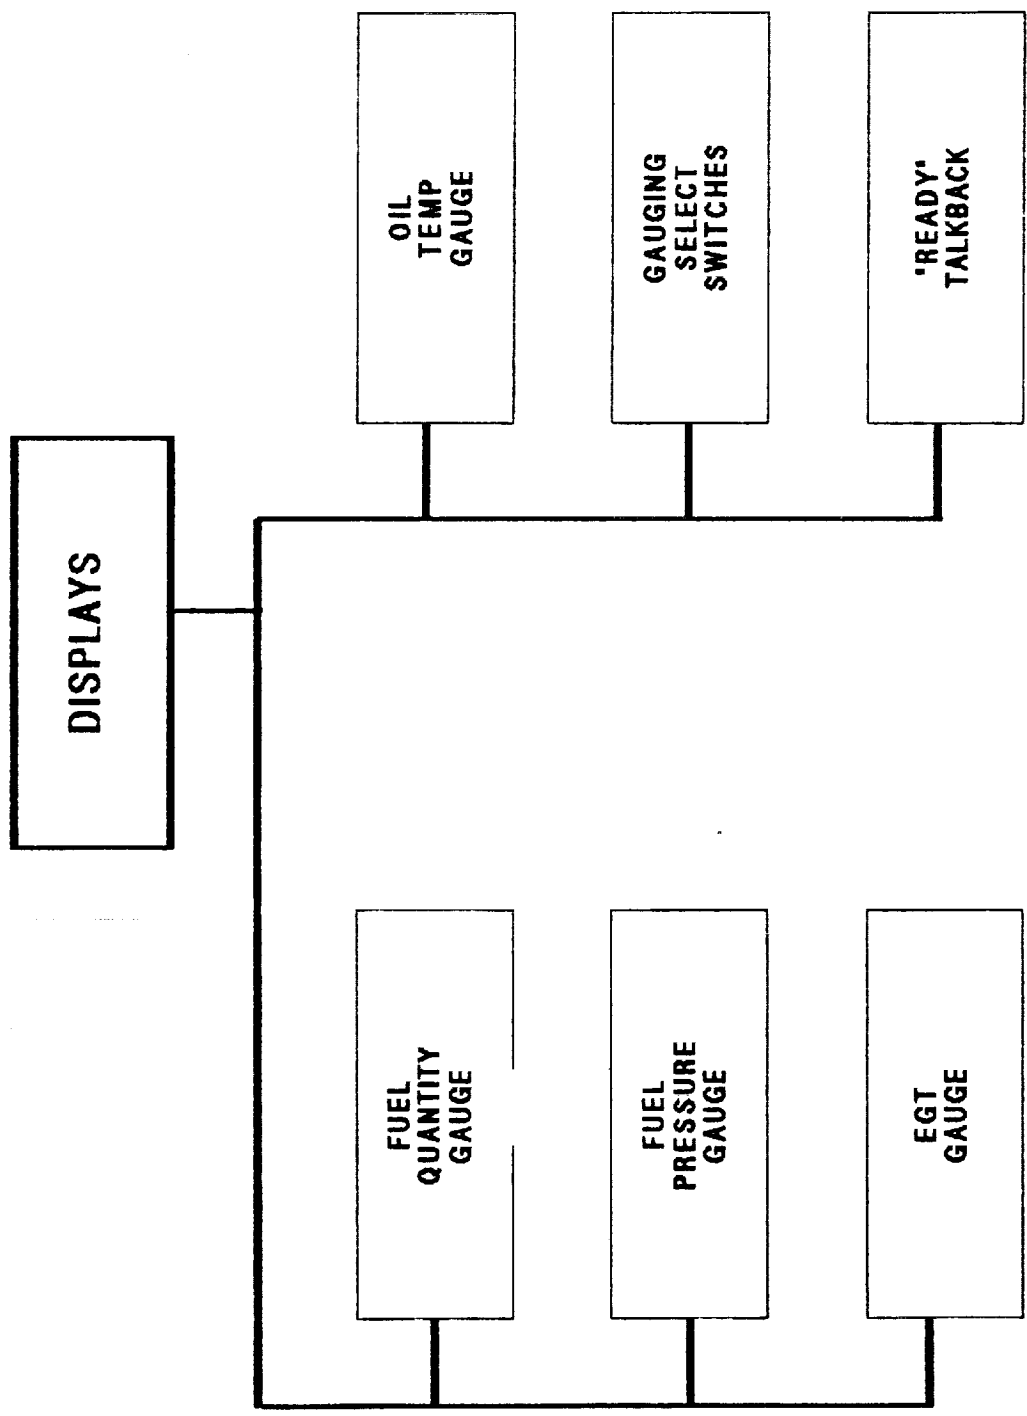 DISPLAYS
FUEL
QUANTITY
GAUGE
FUEL
PRESSURE
GAUGE
EGT
GAUGE
OIL
TEMP
GAUGE
GAUGING
SELECT
SWITCHES
"READY"
TALKBACK